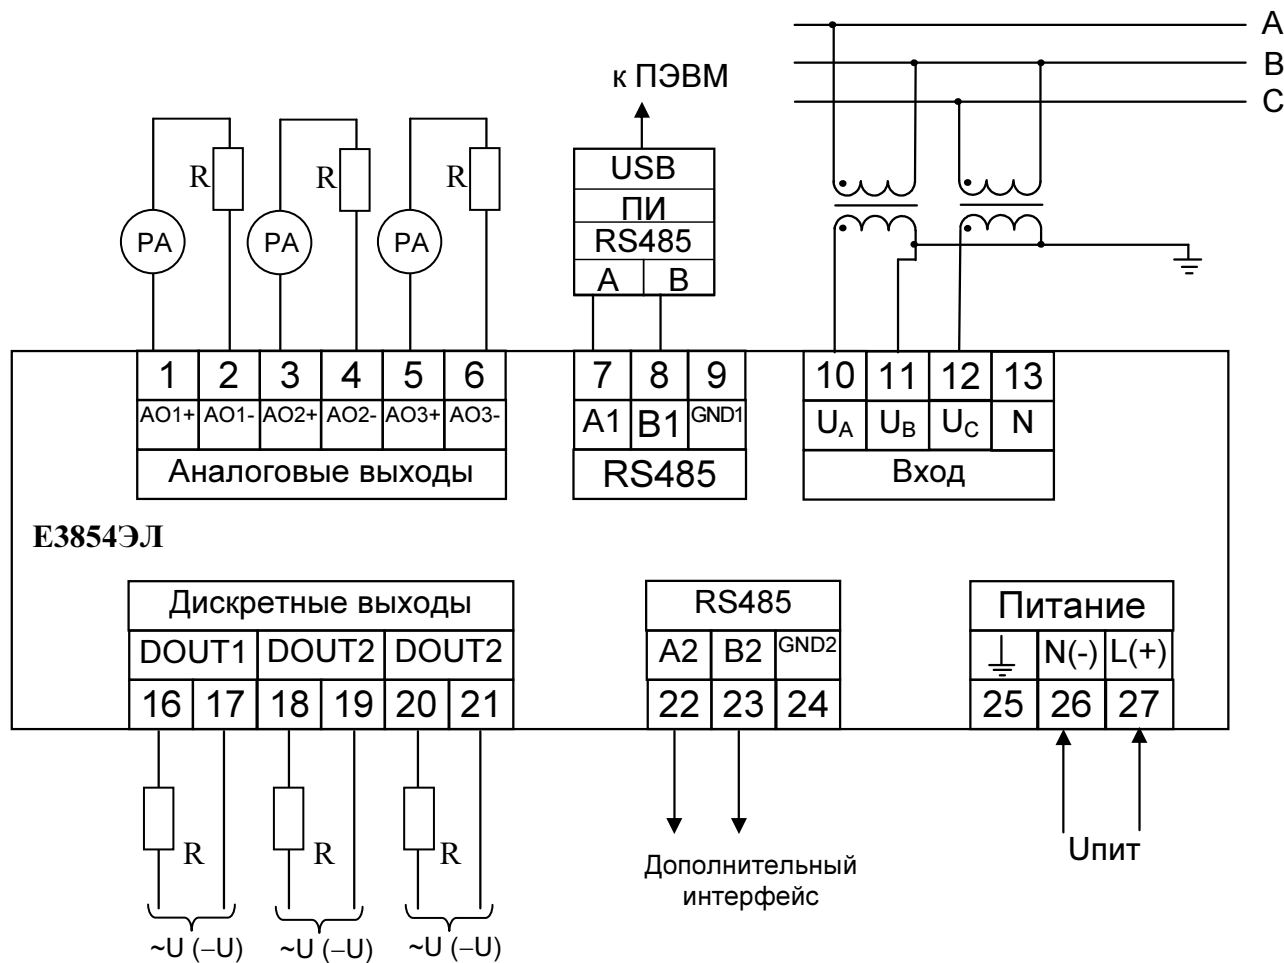 A
B
C
к ПЭВМ
USB
ПИ
RS485
A B
R R R
PA PA PA
1 2 3 4 5 6
AO1+ AO1- AO2+ AO2- AO3+ AO3-
Аналоговые выходы
7 8 9
A1 B1 GND1
RS485
10 11 12 13
UA UB UC N
Вход
Е3854ЭЛ
Дискретные выходы
DOUT1 DOUT2 DOUT2
16 17 18 19 20 21
RS485
A2 B2 GND2
22 23 24
Питание
N(-) L(+)
25 26 27
R R R
~U (–U) ~U (–U) ~U (–U)
Дополнительный
интерфейс
Uпит